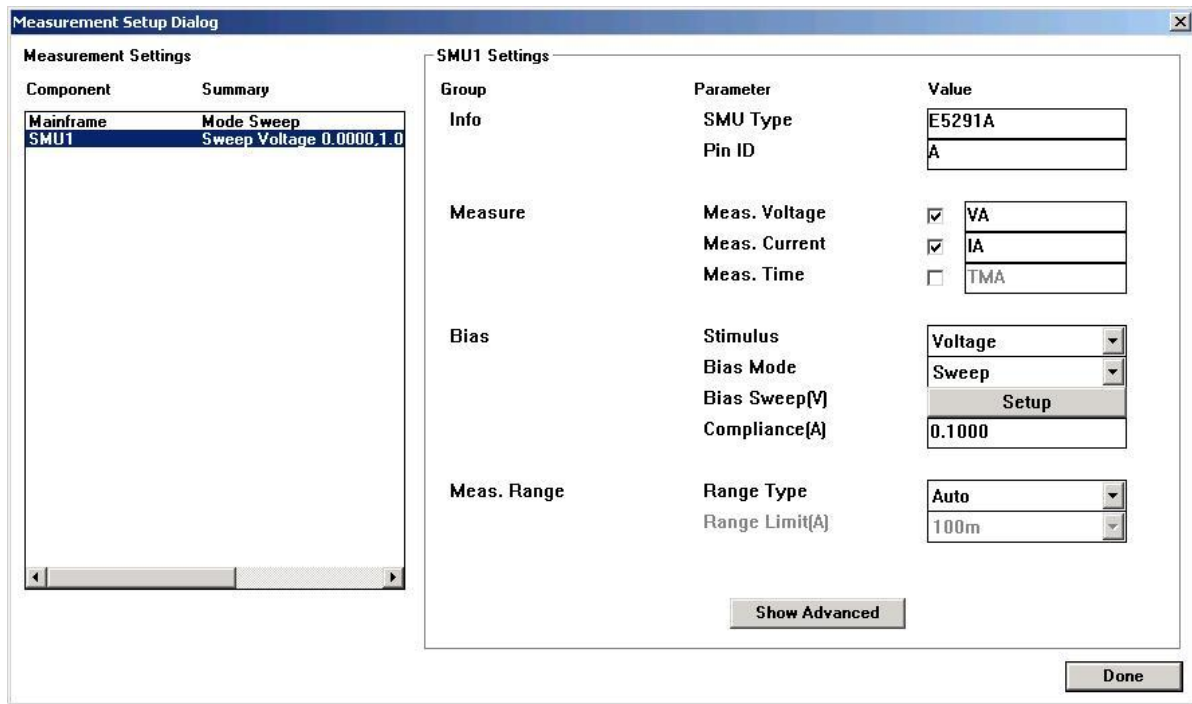 Measurement Setup Dialog
Measurement Settings
Component Summary
Mainframe Mode Sweep
SMU1 Sweep Voltage 0.0000,1.0
SMU1 Settings
Group Parameter Value
Info SMU Type E5291A
Pin ID A
Measure Meas. Voltage VA
Meas. Current IA
Meas. Time TMA
Bias Stimulus Voltage
Bias Mode Sweep
Bias Sweep(V) Setup
Compliance(A) 0.1000
Meas. Range Range Type Auto
Range Limit(A) 100m
Show Advanced
Done